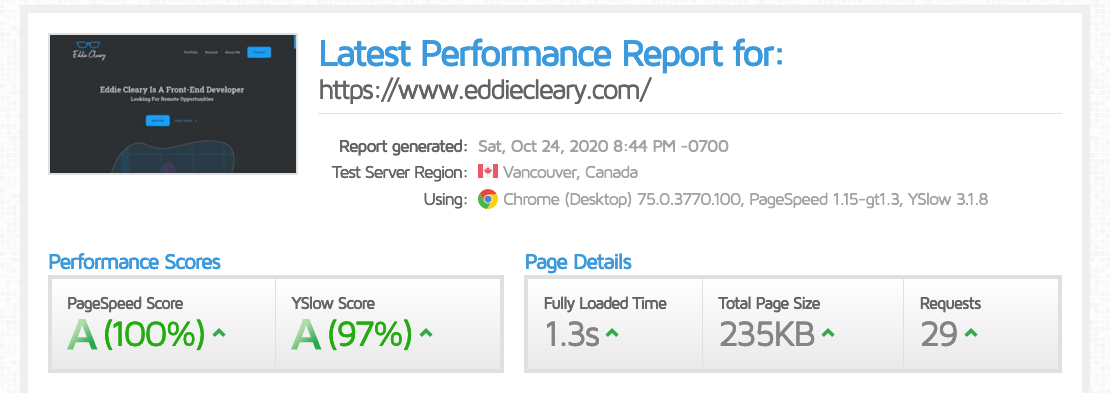 Latest Performance Report for:
https://www.eddiecleary.com/
Eddie Cleary
Portfolio Résumé About Me Contact
Eddie Cleary Is A Front-End Developer
Looking For Remote Opportunities
Report generated: Sat, Oct 24, 2020 8:44 PM -0700
Test Server Region: Vancouver, Canada
Using: Chrome (Desktop) 75.0.3770.100, PageSpeed 1.15-gt1.3, YSlow 3.1.8
Performance Scores
PageSpeed Score YSlow Score
A (100%) A (97%)
Page Details
Fully Loaded Time Total Page Size Requests
1.3s 235KB 29